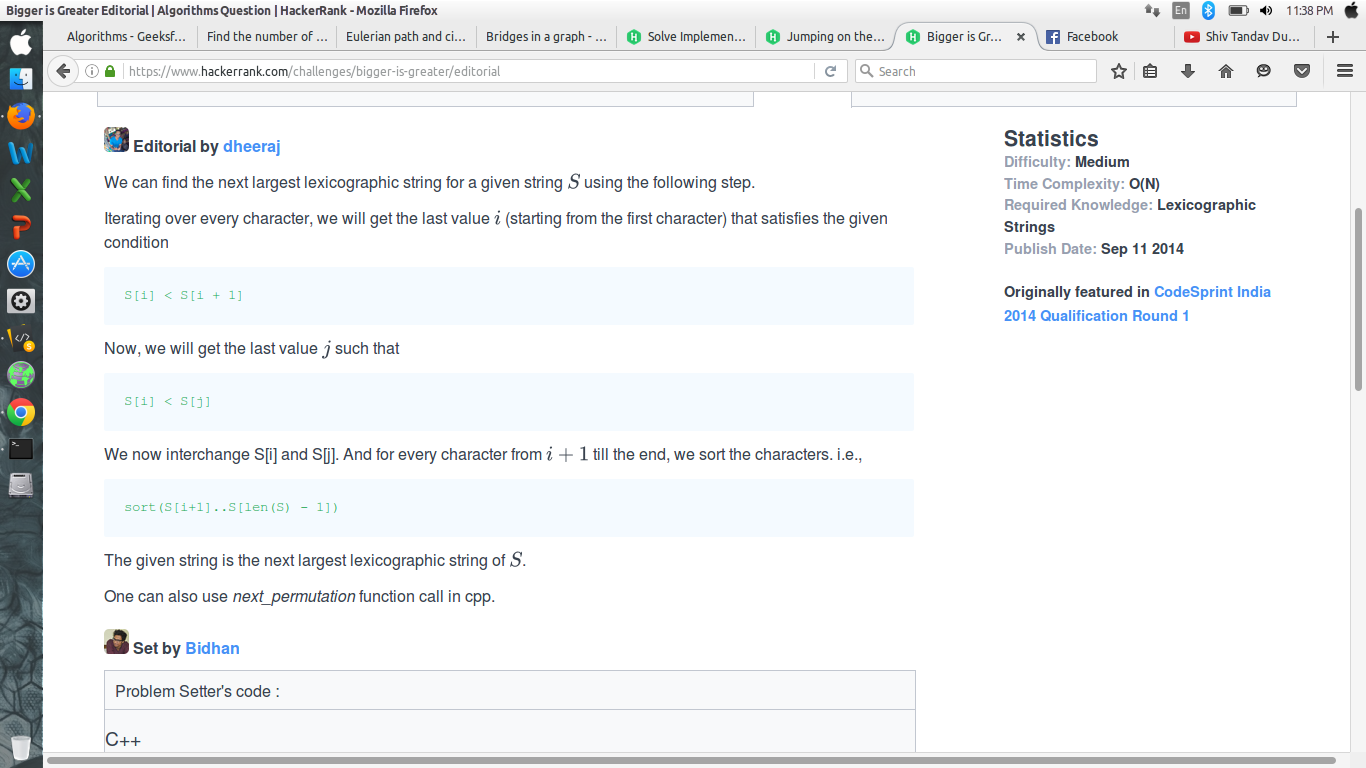 Bigger is Greater Editorial | Algorithms Question | HackerRank - Mozilla Firefox
En
11:38 PM
Algorithms - Geeksf...
Find the number of ...
Eulerian path and ci...
Bridges in a graph - ...
Solve Implemen...
Jumping on the...
Bigger is Gr...
Facebook
Shiv Tandav Du...
https://www.hackerrank.com/challenges/bigger-is-greater/editorial
Search
Editorial by dheeraj
We can find the next largest lexicographic string for a given string S using the following step.
Iterating over every character, we will get the last value i (starting from the first character) that satisfies the given
condition
S[i] < S[i + 1]
Now, we will get the last value j such that
S[i] < S[j]
We now interchange S[i] and S[j]. And for every character from i + 1 till the end, we sort the characters. i.e.,
sort(S[i+1]..S[len(S) - 1])
The given string is the next largest lexicographic string of S.
One can also use next_permutation function call in cpp.
Set by Bidhan
Problem Setter's code :
C++
Statistics
Difficulty: Medium
Time Complexity: O(N)
Required Knowledge: Lexicographic
Strings
Publish Date: Sep 11 2014
Originally featured in CodeSprint India
2014 Qualification Round 1